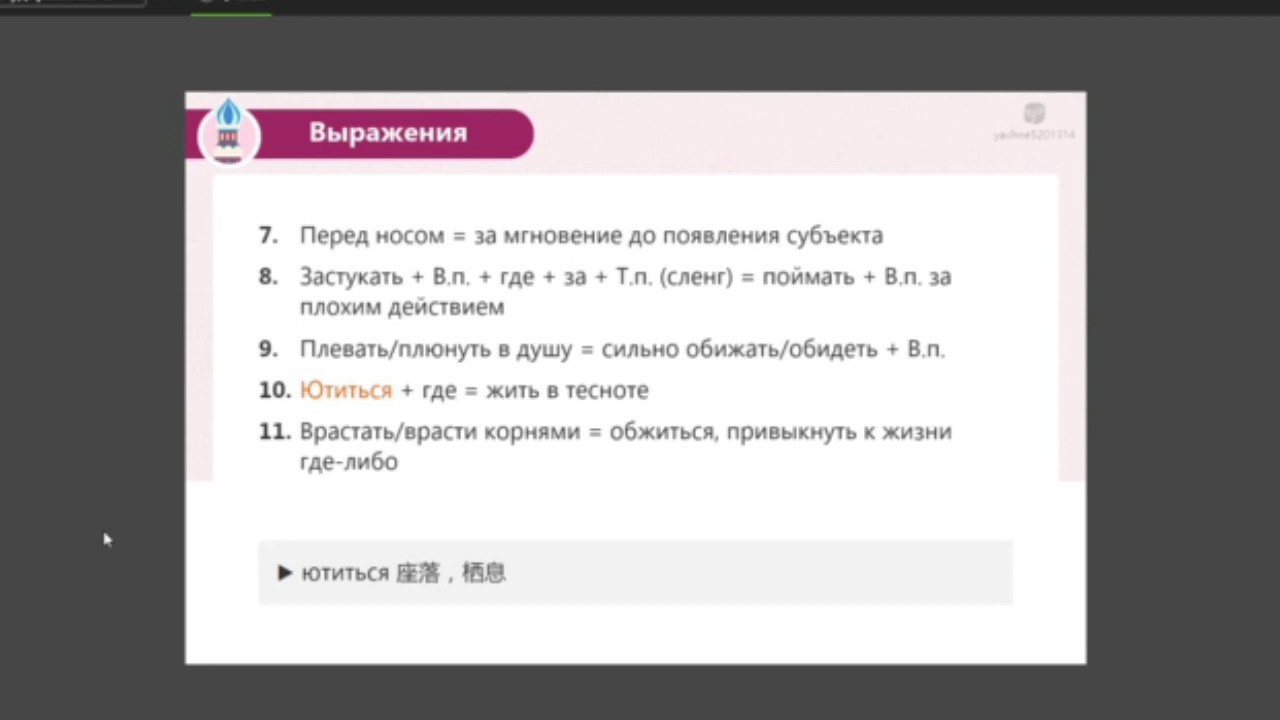 Выражения
yachne5201314
7. Перед носом = за мгновение до появления субъекта
8. Застукать + В.п. + где + за + Т.п. (сленг) = поймать + В.п. за
плохим действием
9. Плевать/плюнуть в душу = сильно обижать/обидеть + В.п.
10. Ютиться + где = жить в тесноте
11. Врастать/врасти корнями = обжиться, привыкнуть к жизни
где-либо
▶ ютиться 座落，栖息